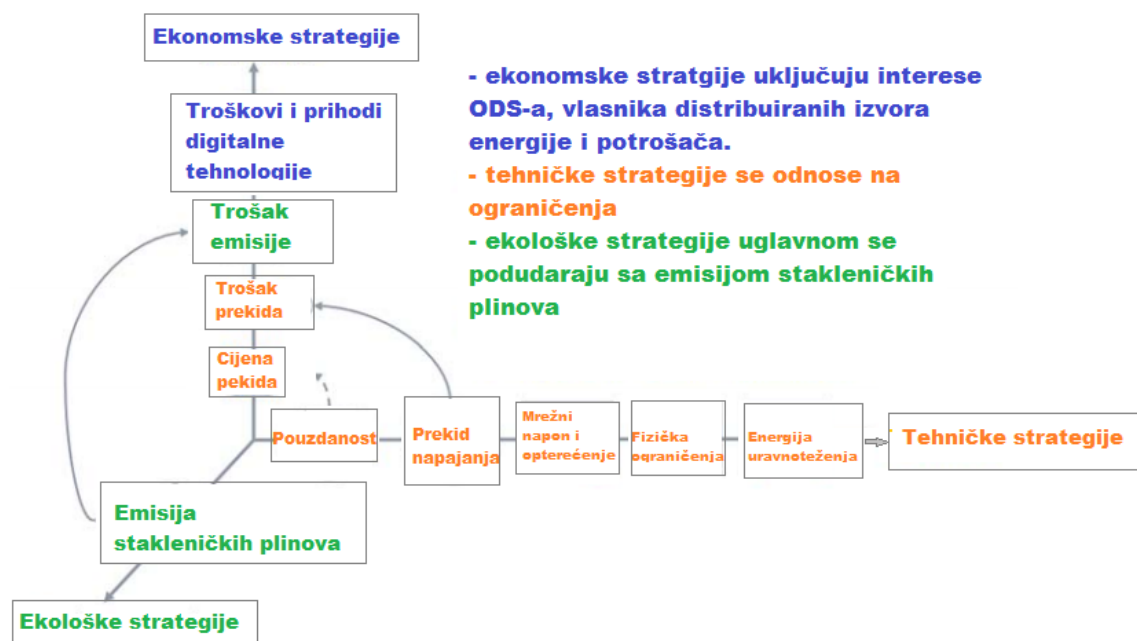 Ekonomske strategije
- ekonomske stratgije uključuju interese
ODS-a, vlasnika distribuiranih izvora
energije i potrošača.
- tehničke strategije se odnose na
ograničenja
- ekološke strategije uglavnom se
podudaraju sa emisijom stakleničkih
plinova
Troškovi i prihodi
digitalne
tehnologije
Trošak
emisije
Trošak
prekida
Cijena
pekida
Pouzdanost
Prekid
napajanja
Mrežni
napon i
opterećenje
Fizička
ograničenja
Energija
uravnoteženja
Tehničke strategije
Emisija
stakleničkih plinova
Ekološke strategije